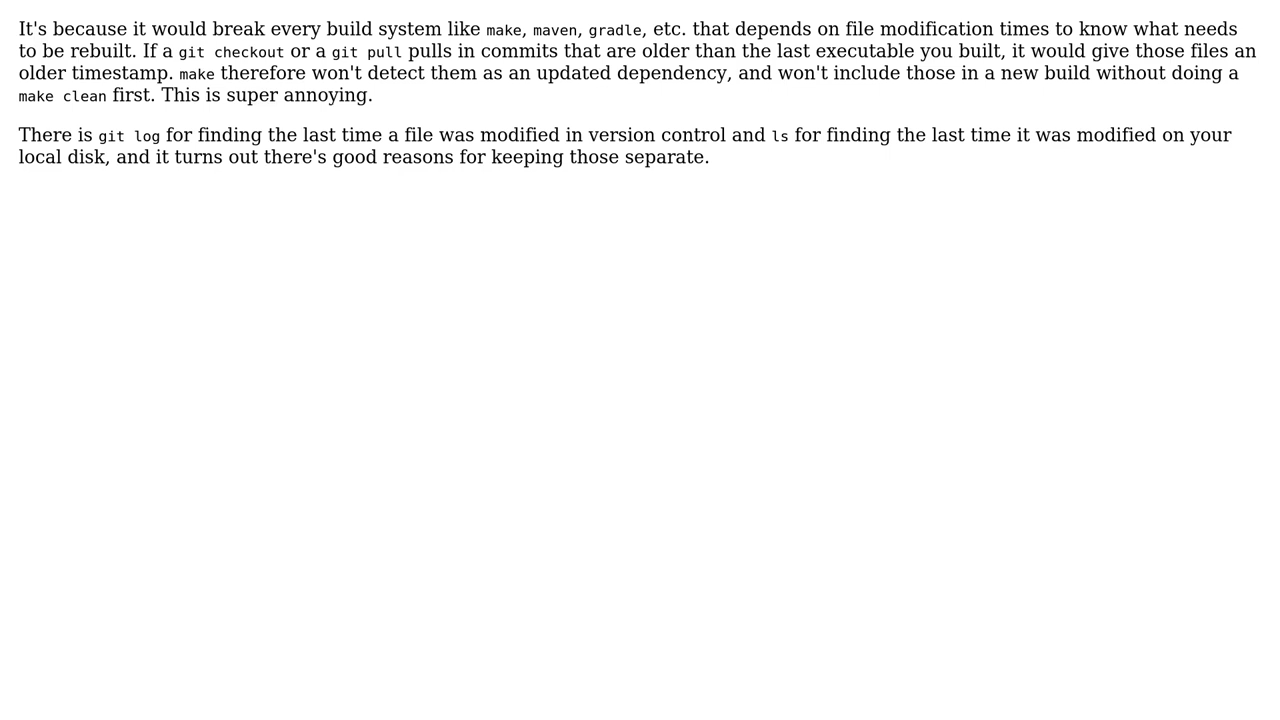 It's because it would break every build system like make, maven, gradle, etc. that depends on file modification times to know what needs
to be rebuilt. If a git checkout or a git pull pulls in commits that are older than the last executable you built, it would give those files an
older timestamp. make therefore won't detect them as an updated dependency, and won't include those in a new build without doing a
make clean first. This is super annoying.
There is git log for finding the last time a file was modified in version control and ls for finding the last time it was modified on your
local disk, and it turns out there's good reasons for keeping those separate.